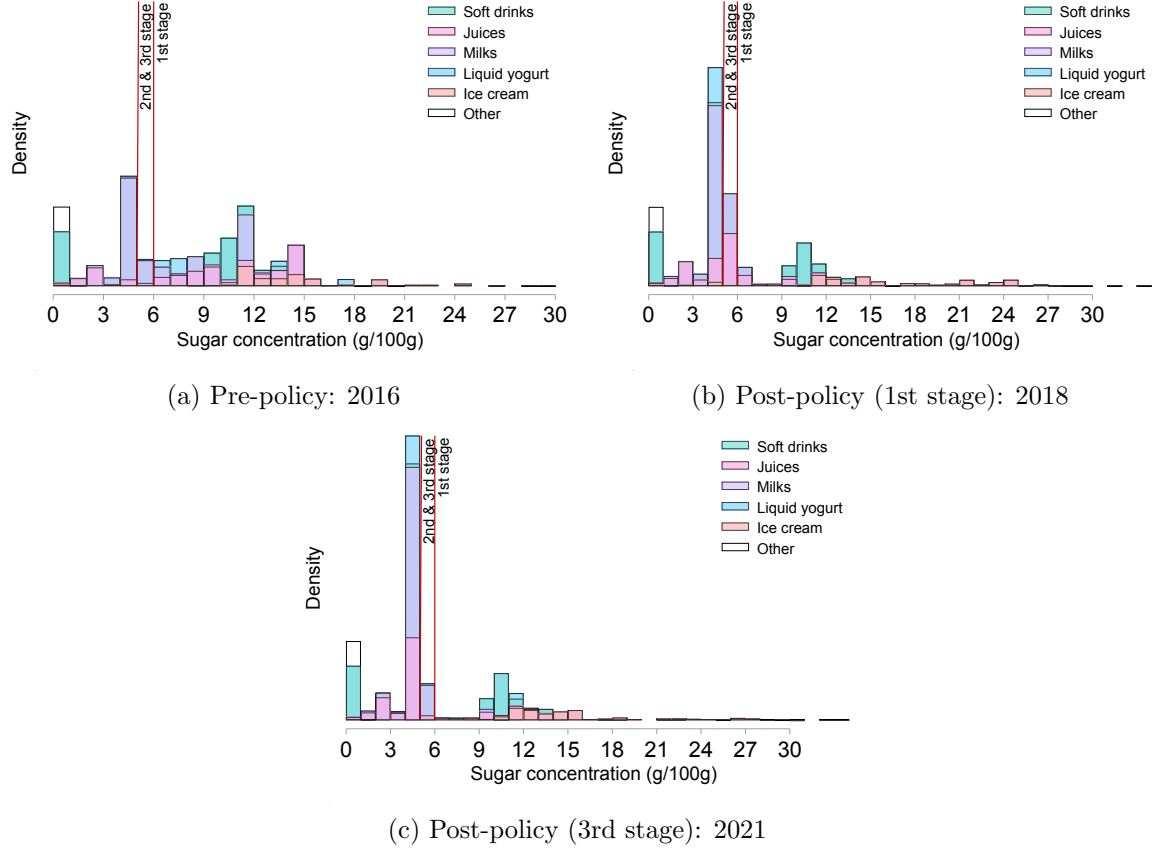 Soft drinks
Juices
Milks
Liquid yogurt
Ice cream
Other
2nd & 3rd stage
1st stage
Density
0 3 6 9 12 15 18 21 24 27 30
Sugar concentration (g/100g)
(a) Pre-policy: 2016
Soft drinks
Juices
Milks
Liquid yogurt
Ice cream
Other
2nd & 3rd stage
1st stage
Density
0 3 6 9 12 15 18 21 24 27 30
Sugar concentration (g/100g)
(b) Post-policy (1st stage): 2018
Soft drinks
Juices
Milks
Liquid yogurt
Ice cream
Other
2nd & 3rd stage
1st stage
Density
0 3 6 9 12 15 18 21 24 27 30
Sugar concentration (g/100g)
(c) Post-policy (3rd stage): 2021